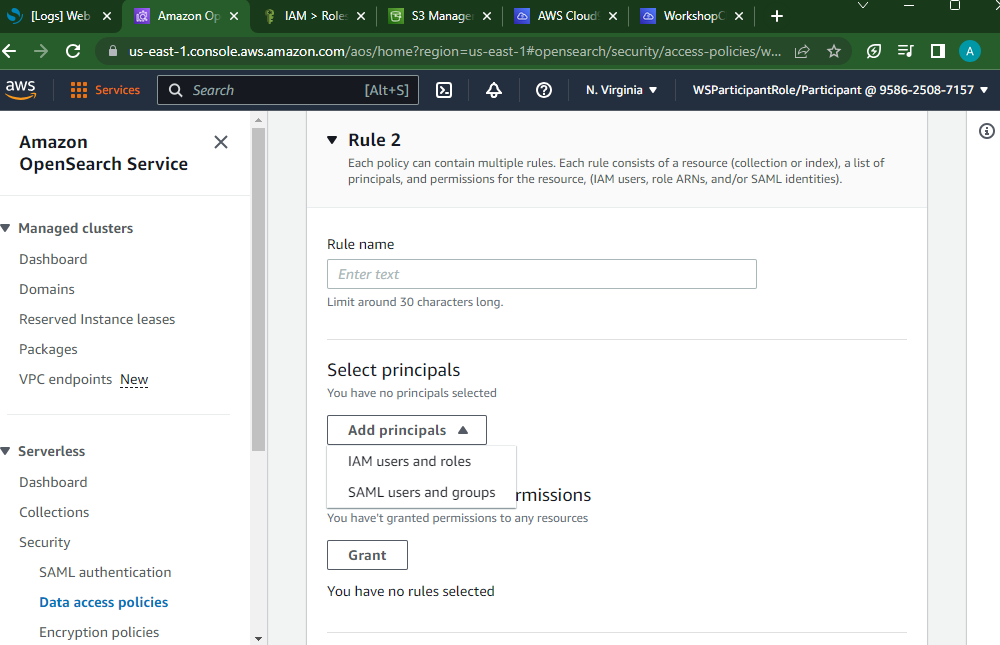 [Logs] Web
Amazon Op
IAM > Role
S3 Manage
AWS Cloud
WorkshopC
us-east-1.console.aws.amazon.com/aos/home?region=us-east-1#opensearch/security/access-policies/w...
A
aws
Services
Search
[Alt+S]
N. Virginia
WSParticipantRole/Participant @ 9586-2508-7157
Amazon
OpenSearch Service
Managed clusters
Dashboard
Domains
Reserved Instance leases
Packages
VPC endpoints New
Serverless
Dashboard
Collections
Security
SAML authentication
Data access policies
Encryption policies
Rule 2
Each policy can contain multiple rules. Each rule consists of a resource (collection or index), a list of
principals, and permissions for the resource, (IAM users, role ARNs, and/or SAML identities).
Rule name
Enter text
Limit around 30 characters long.
Select principals
You have no principals selected
Add principals
IAM users and roles
SAML users and groups
rmissions
You have't granted permissions to any resources
Grant
You have no rules selected